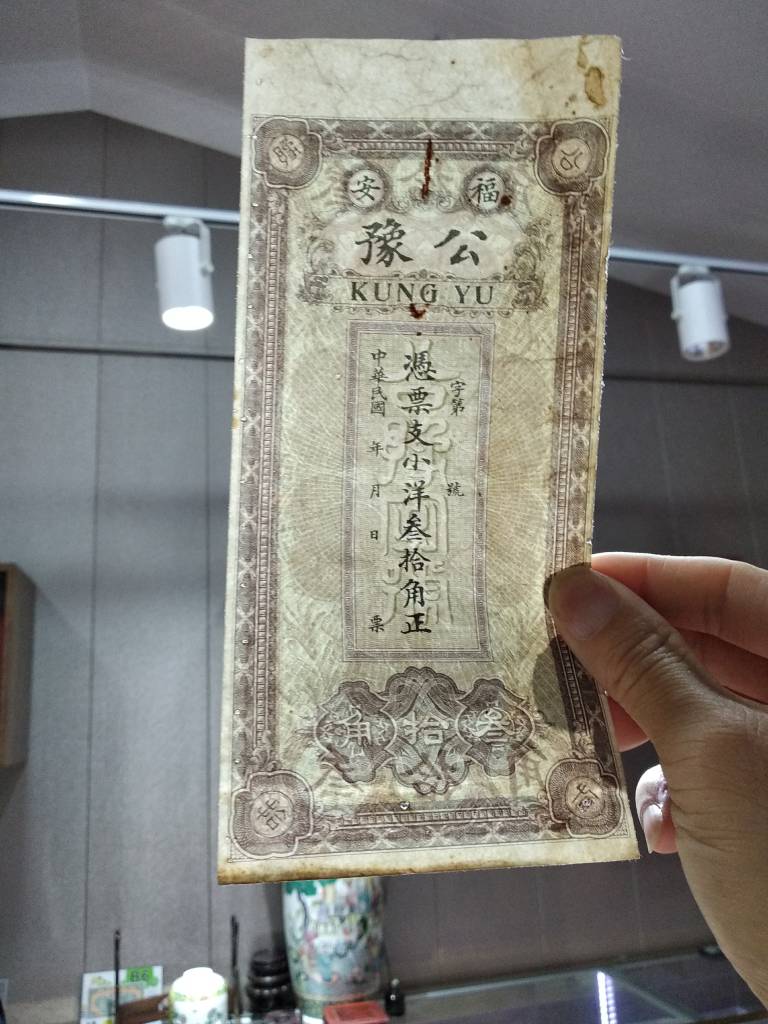 福安
公豫
KUNG YU
字第 號
憑票支小洋叁拾角正
中華民國 年 月 日 票
叁拾角